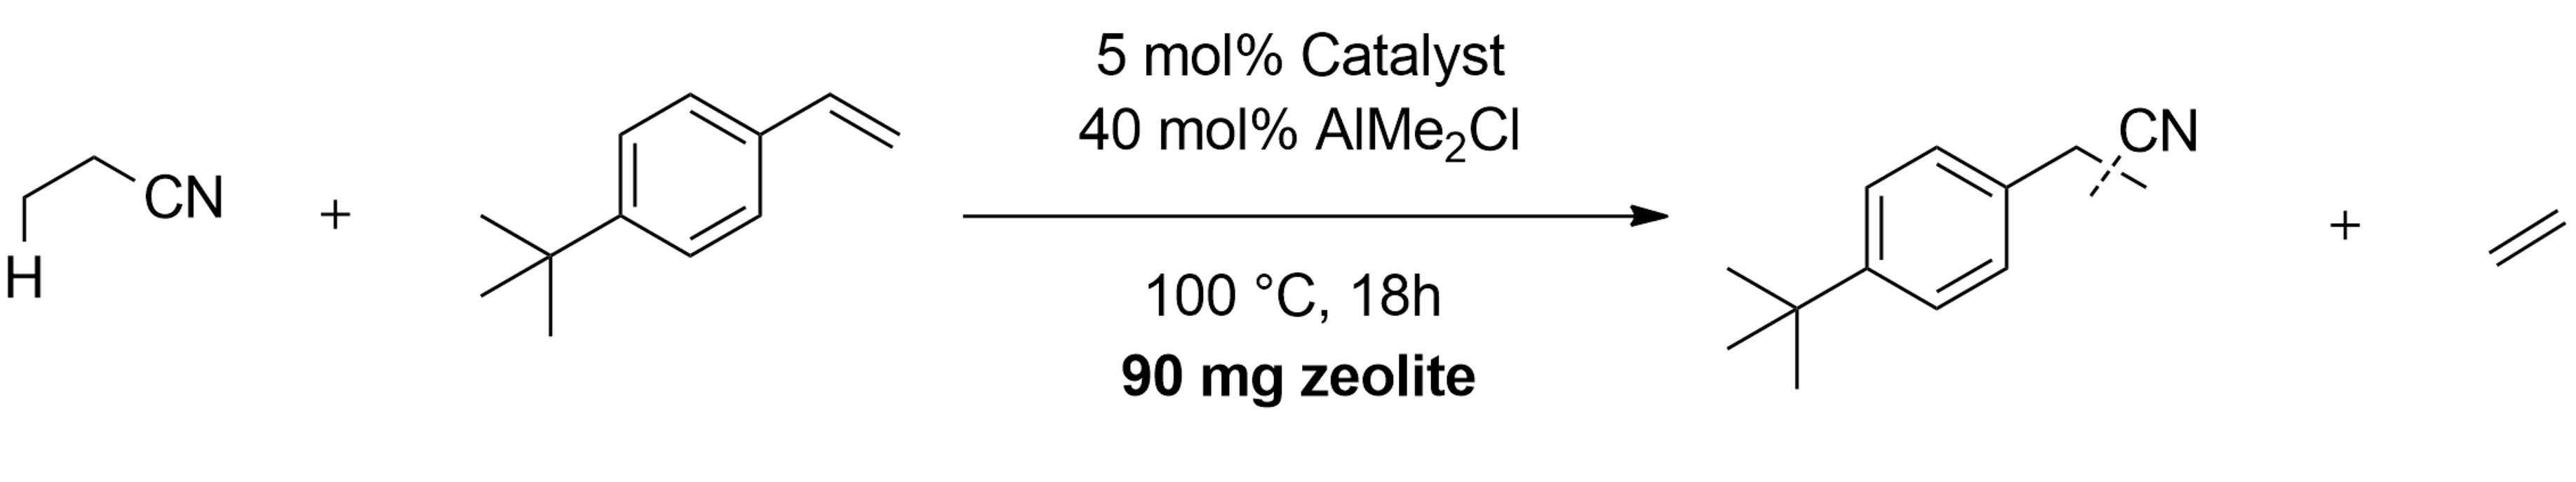 H
CN
+
5 mol% Catalyst
40 mol% AlMe2Cl
100 °C, 18h
90 mg zeolite
CN
+